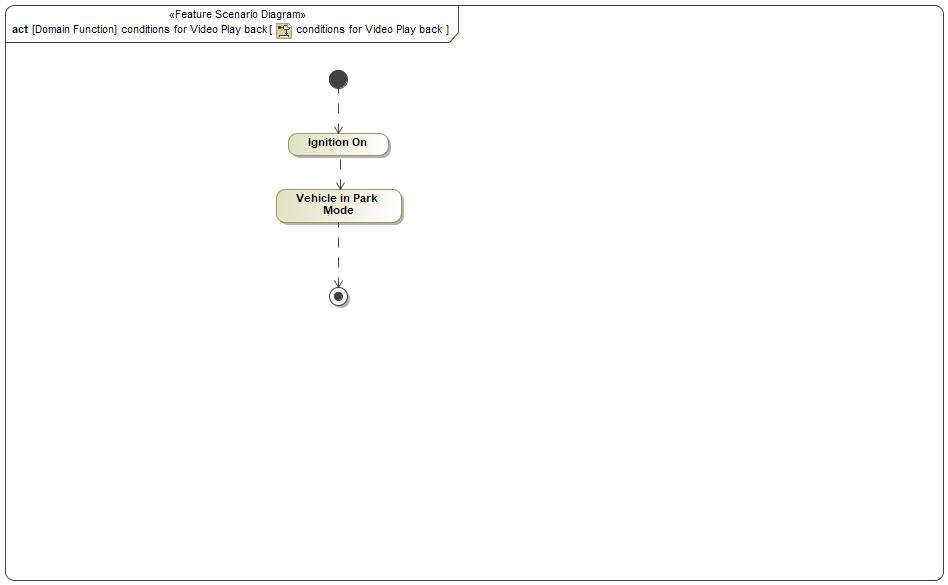 «Feature Scenario Diagram»
act [Domain Function] conditions for Video Play back [ conditions for Video Play back ]
Ignition On
Vehicle in Park
Mode